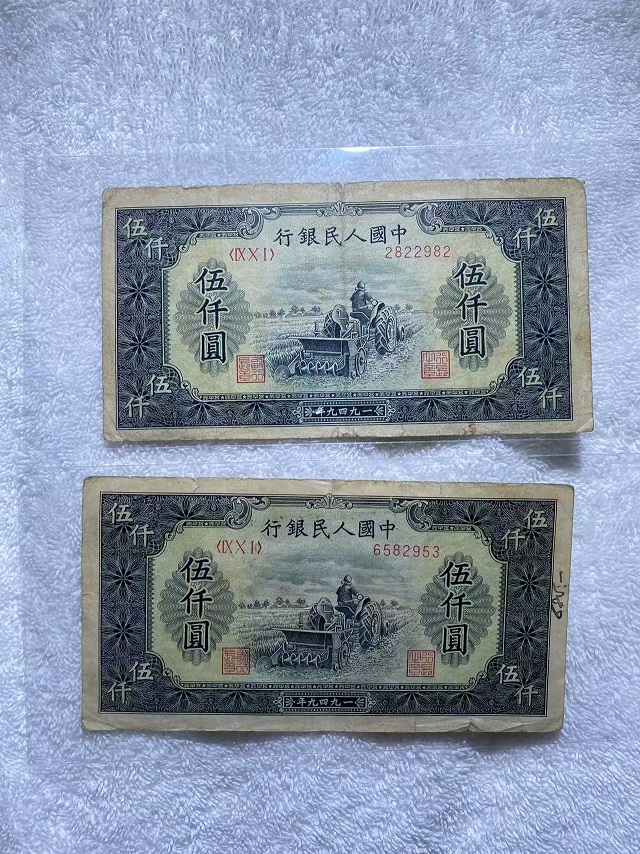 行銀民人國中
〈IX X I〉 2822982
伍仟 伍仟
伍仟圓 伍仟圓
伍仟 伍仟
年九四九一
行銀民人國中
〈IX X I〉 6582953
伍仟 伍仟
伍仟圓 伍仟圓
伍仟 伍仟
年九四九一